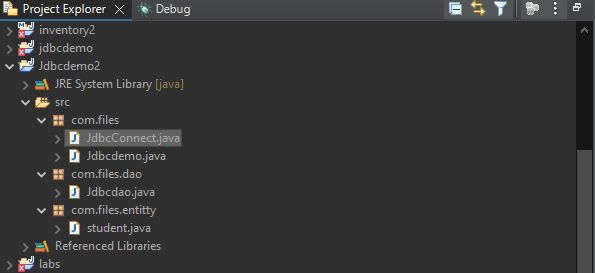 Project Explorer
Debug
inventory2
jdbcdemo
Jdbcdemo2
JRE System Library [java]
src
com.files
JdbcConnect.java
Jdbcdemo.java
com.files.dao
Jdbcdao.java
com.files.entitty
student.java
Referenced Libraries
labs